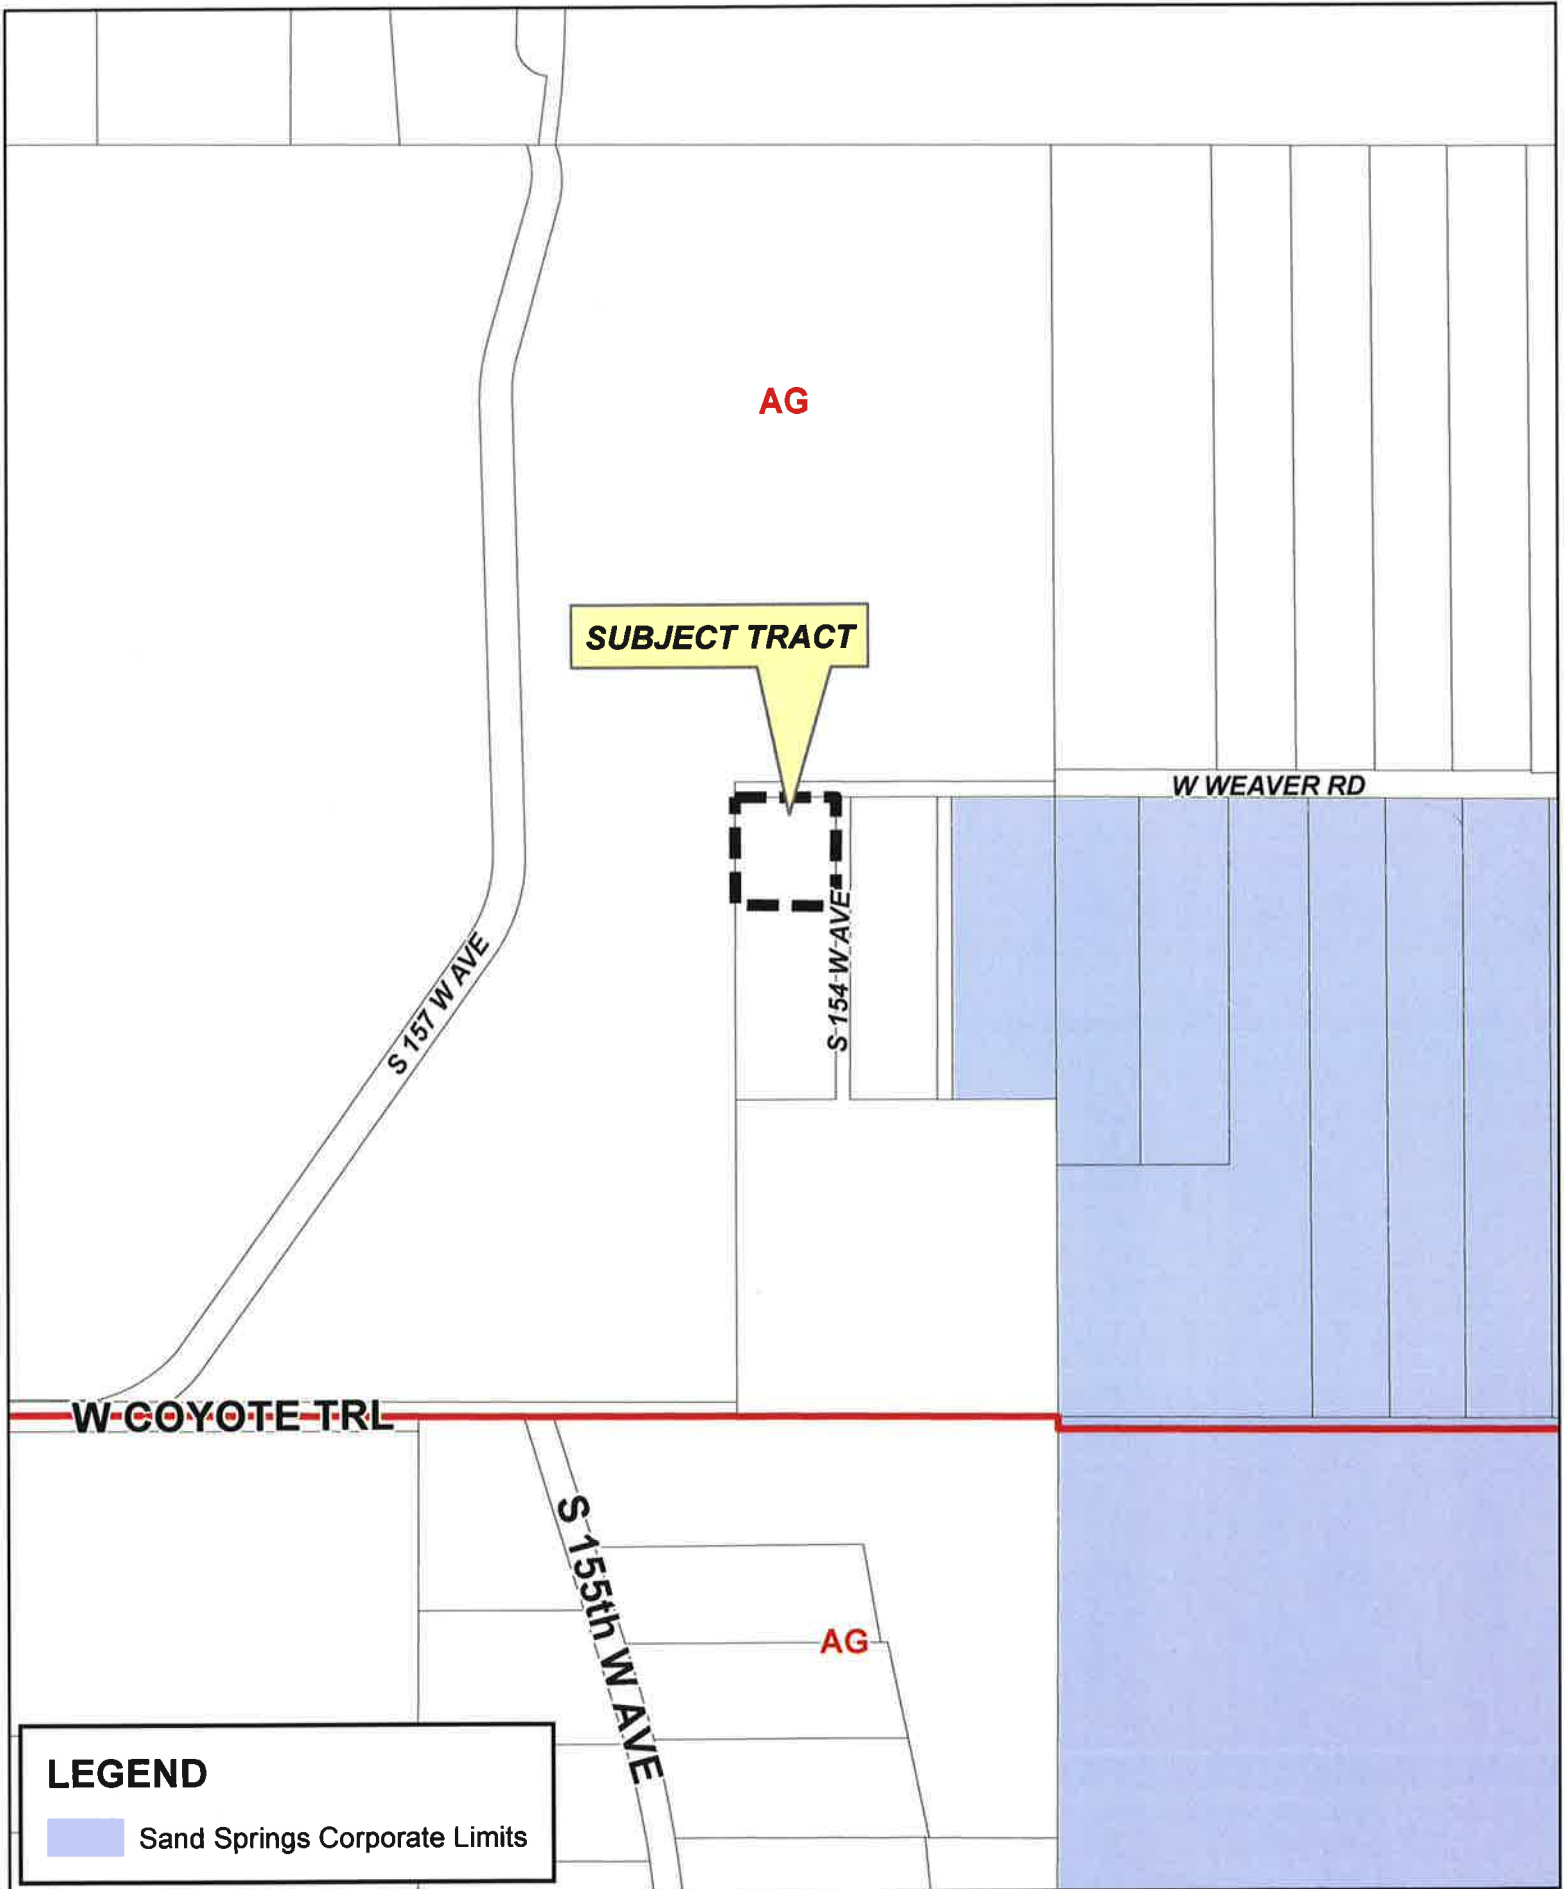 AG
SUBJECT TRACT
W WEAVER RD
S 154 W AVE
S 157 W AVE
W COYOTE TRL
S 155th W AVE
AG
LEGEND
Sand Springs Corporate Limits